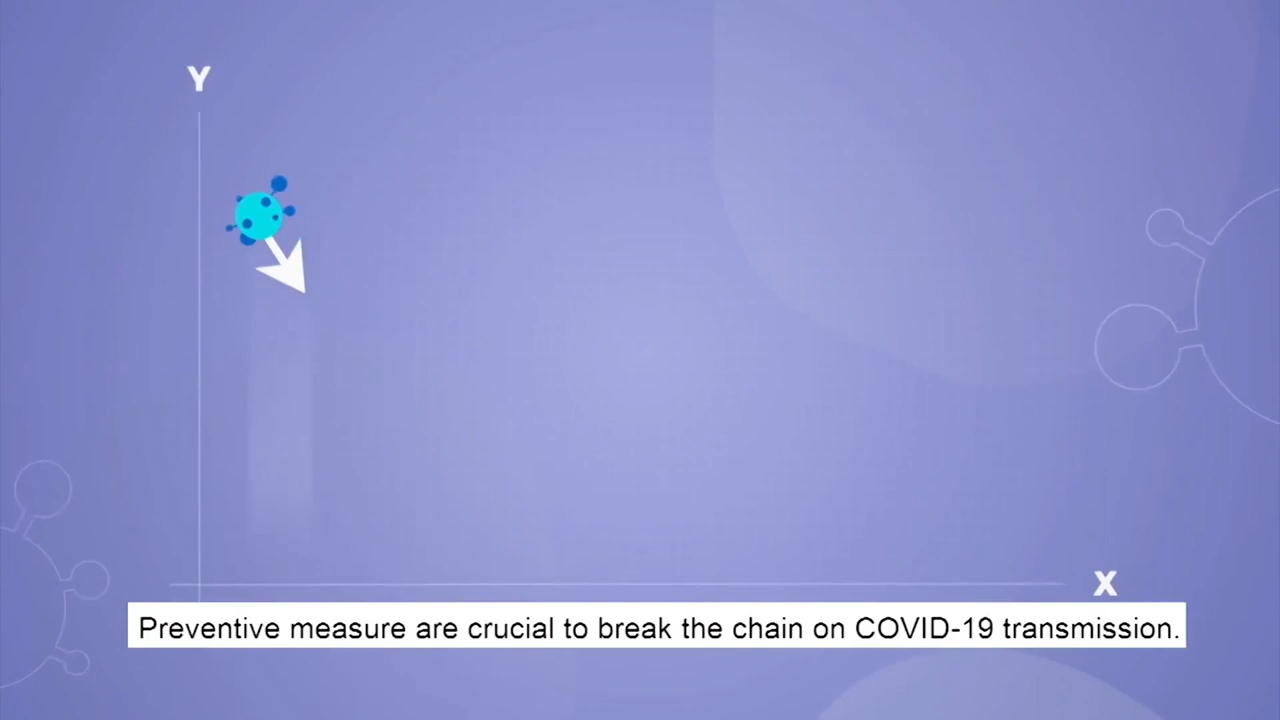 Y
X
Preventive measure are crucial to break the chain on COVID-19 transmission.